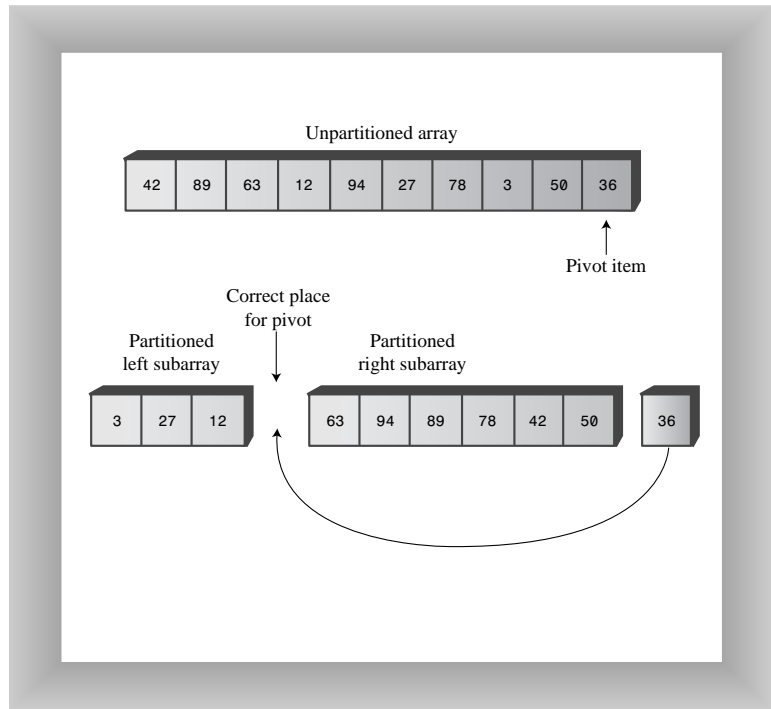 Unpartitioned array
42 89 63 12 94 27 78 3 50 36
Pivot item
Correct place
for pivot
Partitioned
left subarray
Partitioned
right subarray
3 27 12 63 94 89 78 42 50 36